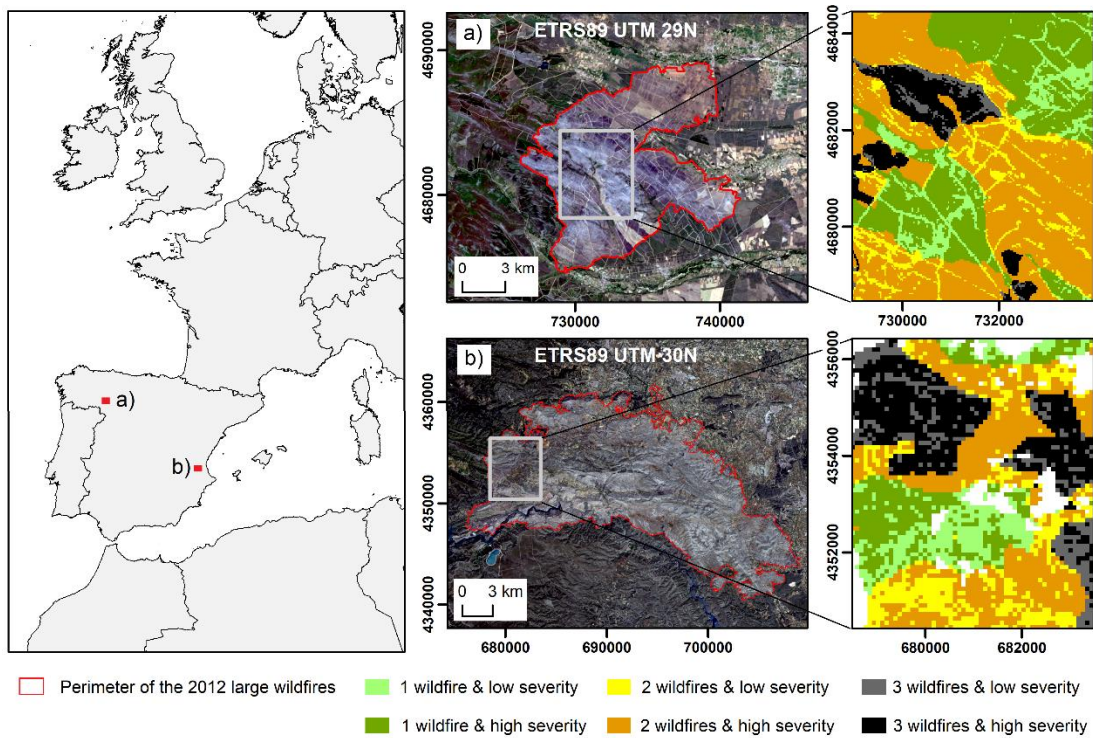 a)
b)
a) ETRS89 UTM 29N
4690000
4680000
0 3 km
730000 740000
4684000
4682000
4680000
730000 732000
b) ETRS89 UTM 30N
4360000
4350000
4340000
0 3 km
680000 690000 700000
4356000
4354000
4352000
680000 682000
Perimeter of the 2012 large wildfires
1 wildfire & low severity
2 wildfires & low severity
3 wildfires & low severity
1 wildfire & high severity
2 wildfires & high severity
3 wildfires & high severity